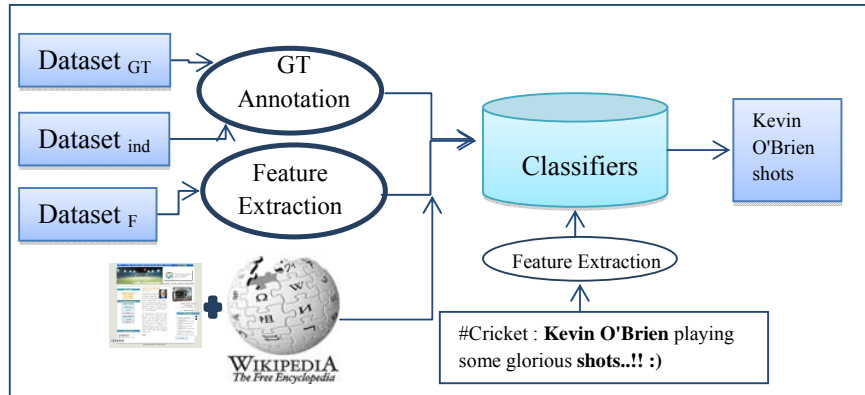 Dataset GT
Dataset ind
Dataset F
GT
Annotation
Feature
Extraction
WIKIPEDIA
The Free Encyclopedia
Classifiers
Kevin
O'Brien
shots
Feature Extraction
#Cricket : Kevin O'Brien playing
some glorious shots..!! :)